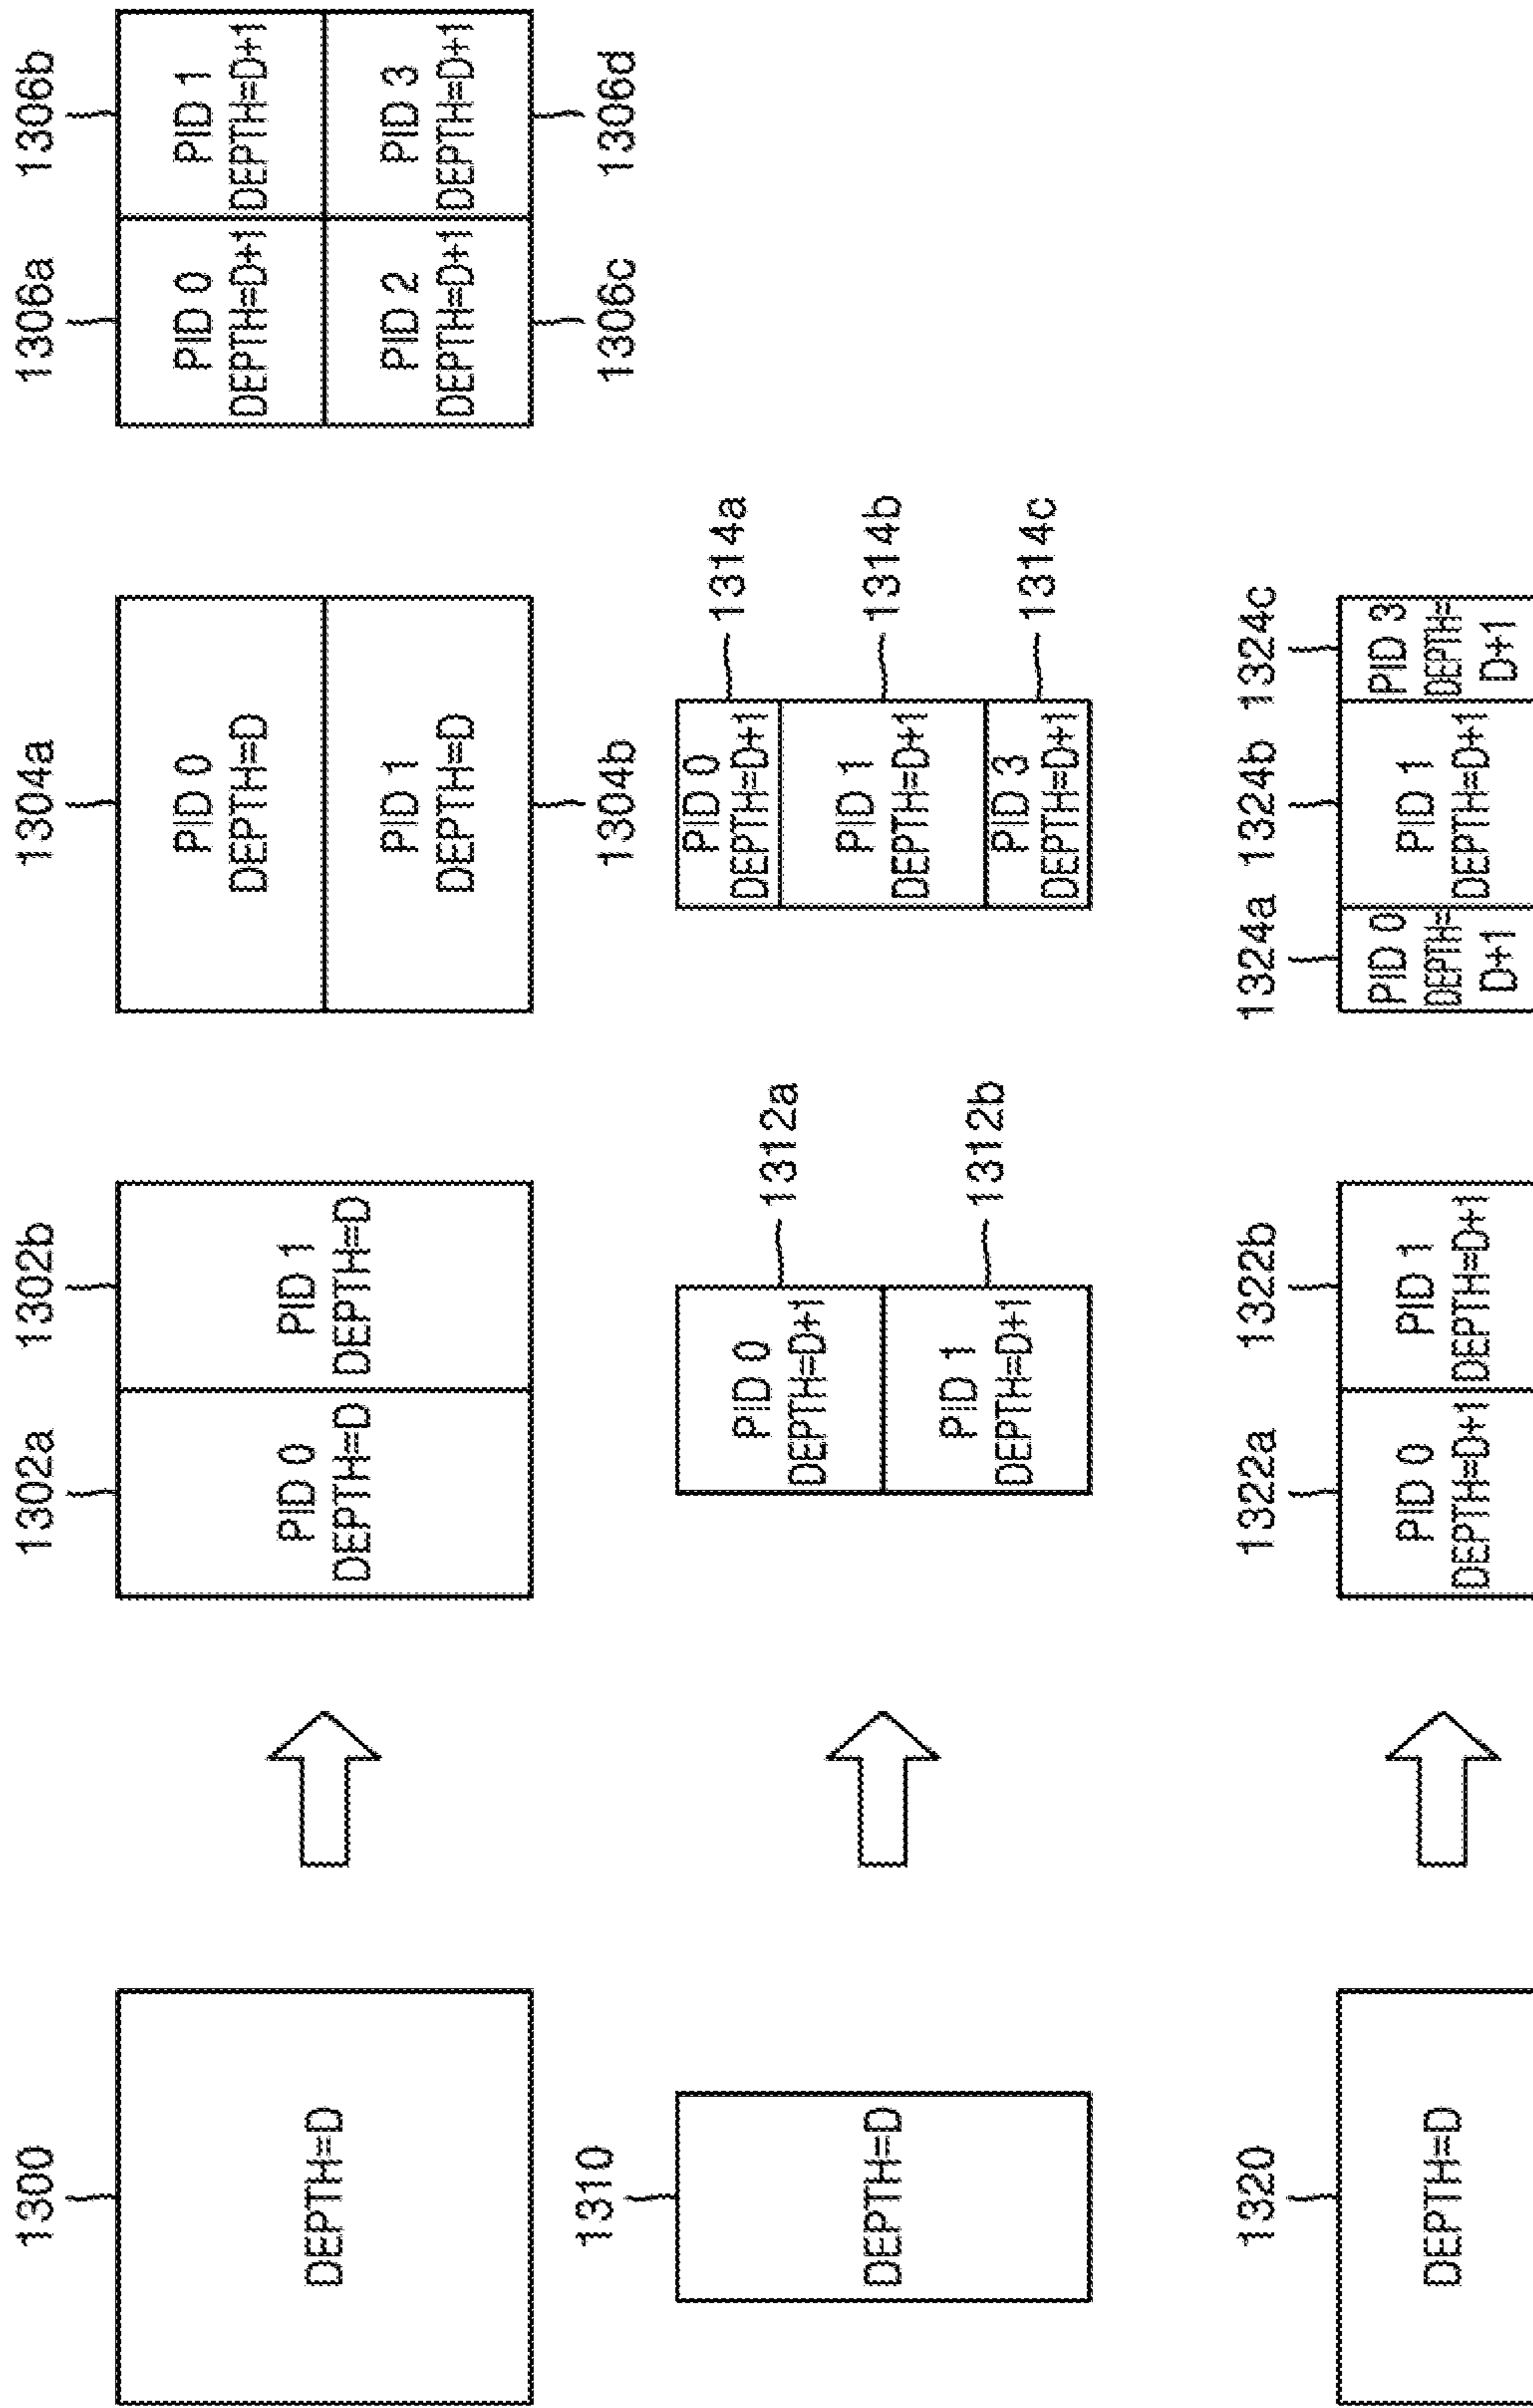 1300
DEPTH=D
1302a
1302b
PID 0
DEPTH=D
PID 1
DEPTH=D
1304a
PID 0
DEPTH=D
PID 1
DEPTH=D
1304b
1306a
1306b
PID 0
DEPTH=D+1
PID 1
DEPTH=D+1
PID 2
DEPTH=D+1
PID 3
DEPTH=D+1
1306c
1306d
1310
DEPTH=D
PID 0
DEPTH=D+1
1312a
PID 1
DEPTH=D+1
1312b
PID 0
DEPTH=D+1
1314a
PID 1
DEPTH=D+1
1314b
PID 3
DEPTH=D+1
1314c
1320
DEPTH=D
1322a
1322b
PID 0
DEPTH=D+1
PID 1
DEPTH=D+1
1324a
1324b
1324c
PID 0
DEPTH=
D+1
PID 1
DEPTH=D+1
PID 3
DEPTH=
D+1